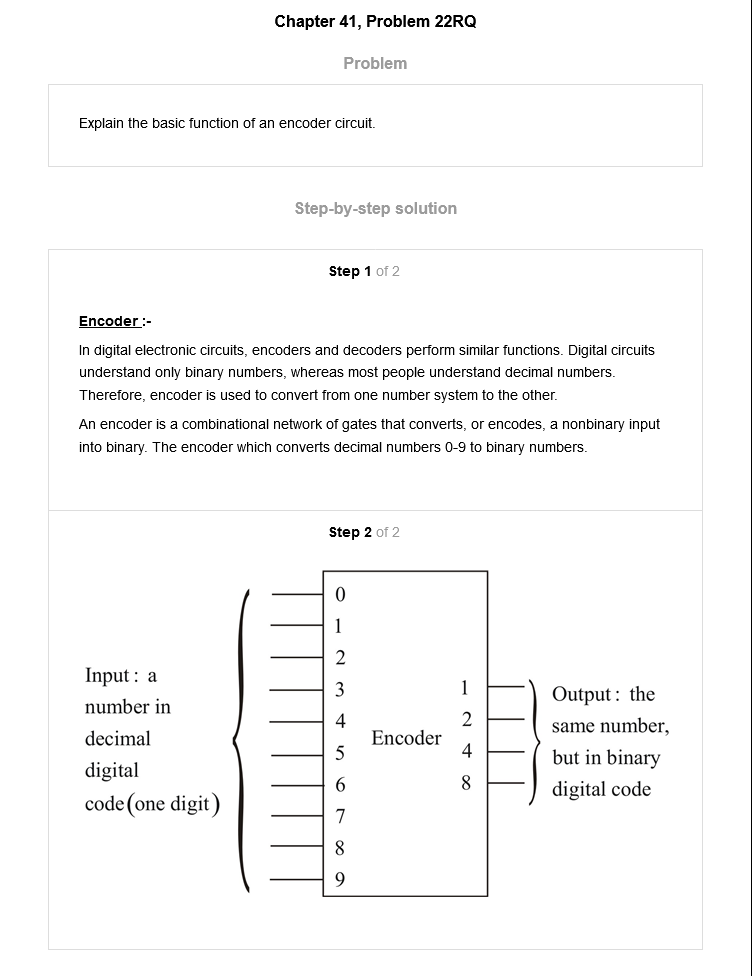 Chapter 41, Problem 22RQ
Problem
Explain the basic function of an encoder circuit.
Step-by-step solution
Step 1 of 2
Encoder :-
In digital electronic circuits, encoders and decoders perform similar functions. Digital circuits
understand only binary numbers, whereas most people understand decimal numbers.
Therefore, encoder is used to convert from one number system to the other.
An encoder is a combinational network of gates that converts, or encodes, a nonbinary input
into binary. The encoder which converts decimal numbers 0-9 to binary numbers.
Step 2 of 2
Input : a
number in
decimal
digital
code(one digit)
0
1
2
3
4
5
6
7
8
9
Encoder
1
2
4
8
Output : the
same number,
but in binary
digital code